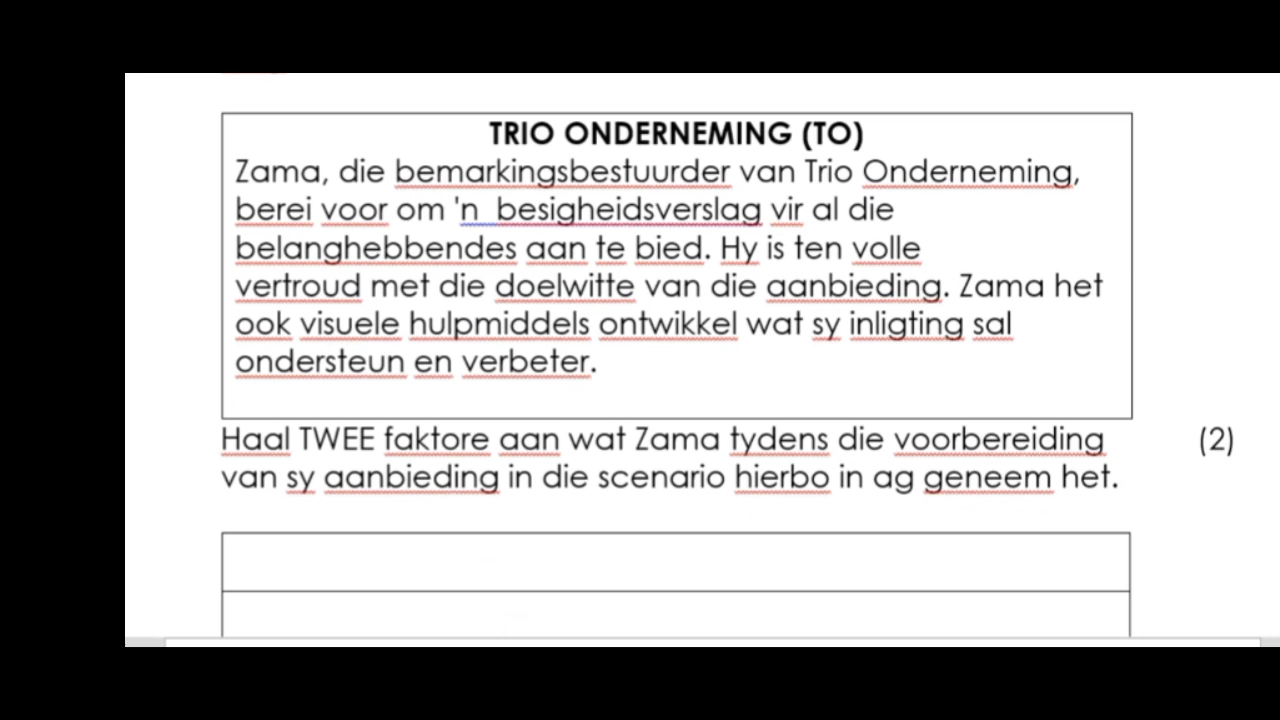 TRIO ONDERNEMING (TO)
Zama, die bemarkingsbestuurder van Trio Onderneming,
berei voor om 'n besigheidsverslag vir al die
belanghebbendes aan te bied. Hy is ten volle
vertroud met die doelwitte van die aanbieding. Zama het
ook visuele hulpmiddels ontwikkel wat sy inligting sal
ondersteun en verbeter.
Haal TWEE faktore aan wat Zama tydens die voorbereiding (2)
van sy aanbieding in die scenario hierbo in ag geneem het.